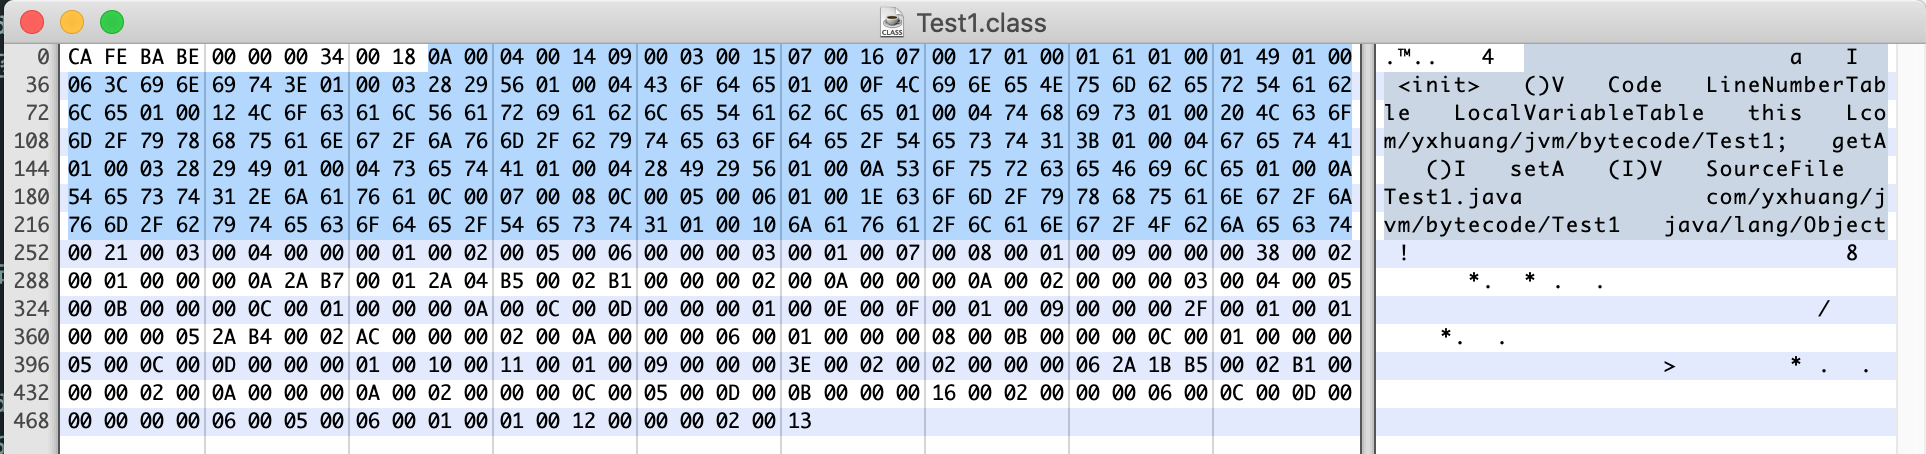 CLASS Test1.class
0 CA FE BA BE 00 00 00 34 00 18 0A 00 04 00 14 09 00 03 00 15 07 00 16 07 00 17 01 00 01 61 01 00 01 49 01 00 .™.. 4 a I
36 06 3C 69 6E 69 74 3E 01 00 03 28 29 56 01 00 04 43 6F 64 65 01 00 0F 4C 69 6E 65 4E 75 6D 62 65 72 54 61 62 <init> ()V Code LineNumberTab
72 6C 65 01 00 12 4C 6F 63 61 6C 56 61 72 69 61 62 6C 65 54 61 62 6C 65 01 00 04 74 68 69 73 01 00 20 4C 63 6F le LocalVariableTable this Lco
108 6D 2F 79 78 68 75 61 6E 67 2F 6A 76 6D 2F 62 79 74 65 63 6F 64 65 2F 54 65 73 74 31 3B 01 00 04 67 65 74 41 m/yxhuang/jvm/bytecode/Test1; getA
144 01 00 03 28 29 49 01 00 04 73 65 74 41 01 00 04 28 49 29 56 01 00 0A 53 6F 75 72 63 65 46 69 6C 65 01 00 0A ()I setA (I)V SourceFile
180 54 65 73 74 31 2E 6A 61 76 61 0C 00 07 00 08 0C 00 05 00 06 01 00 1E 63 6F 6D 2F 79 78 68 75 61 6E 67 2F 6A Test1.java com/yxhuang/j
216 76 6D 2F 62 79 74 65 63 6F 64 65 2F 54 65 73 74 31 01 00 10 6A 61 76 61 2F 6C 61 6E 67 2F 4F 62 6A 65 63 74 vm/bytecode/Test1 java/lang/Object
252 00 21 00 03 00 04 00 00 00 01 00 02 00 05 00 06 00 00 00 03 00 01 00 07 00 08 00 01 00 09 00 00 00 38 00 02 ! 8
288 00 01 00 00 00 0A 2A B7 00 01 2A 04 B5 00 02 B1 00 00 00 02 00 0A 00 00 00 0A 00 02 00 00 00 03 00 04 00 05 *. * . .
324 00 0B 00 00 00 0C 00 01 00 00 00 0A 00 0C 00 0D 00 00 00 01 00 0E 00 0F 00 01 00 09 00 00 00 2F 00 01 00 01 /
360 00 00 00 05 2A B4 00 02 AC 00 00 00 02 00 0A 00 00 00 06 00 01 00 00 00 08 00 0B 00 00 00 0C 00 01 00 00 00 *. .
396 05 00 0C 00 0D 00 00 00 01 00 10 00 11 00 01 00 09 00 00 00 3E 00 02 00 02 00 00 00 06 2A 1B B5 00 02 B1 00 > * . .
432 00 00 02 00 0A 00 00 00 0A 00 02 00 00 00 0C 00 05 00 0D 00 0B 00 00 00 16 00 02 00 00 00 06 00 0C 00 0D 00
468 00 00 00 00 06 00 05 00 06 00 01 00 01 00 12 00 00 00 02 00 13